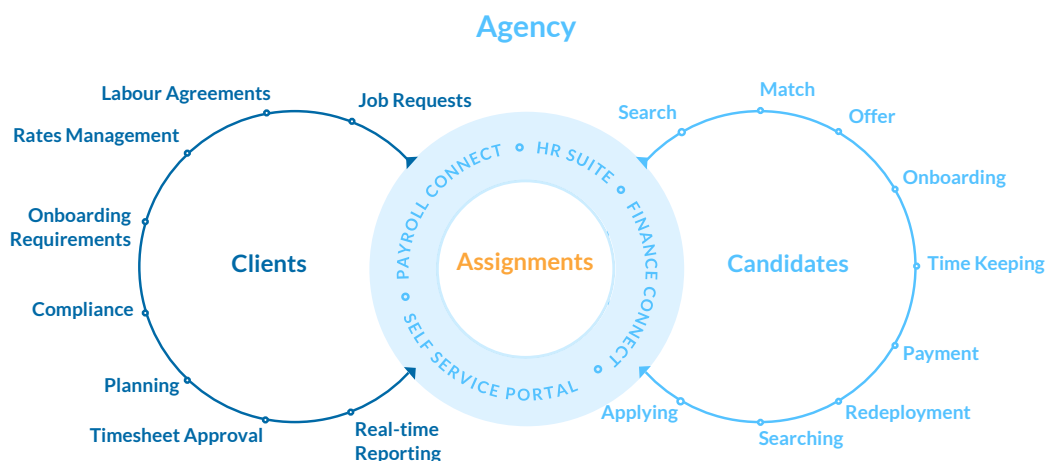 Agency
Labour Agreements
Job Requests
Rates Management
Onboarding
Requirements
Clients
Compliance
Planning
Timesheet Approval
Real-time
Reporting
PAYROLL CONNECT
HR SUITE
FINANCE CONNECT
SELF SERVICE PORTAL
Assignments
Search
Match
Offer
Onboarding
Candidates
Time Keeping
Payment
Redeployment
Searching
Applying